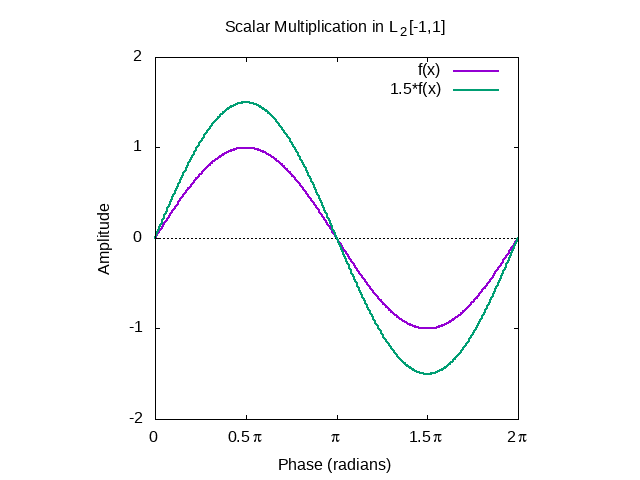 Scalar Multiplication in L2[-1,1]
f(x)
1.5*f(x)
2
1
0
-1
-2
Amplitude
0
0.5π
π
1.5π
2π
Phase (radians)